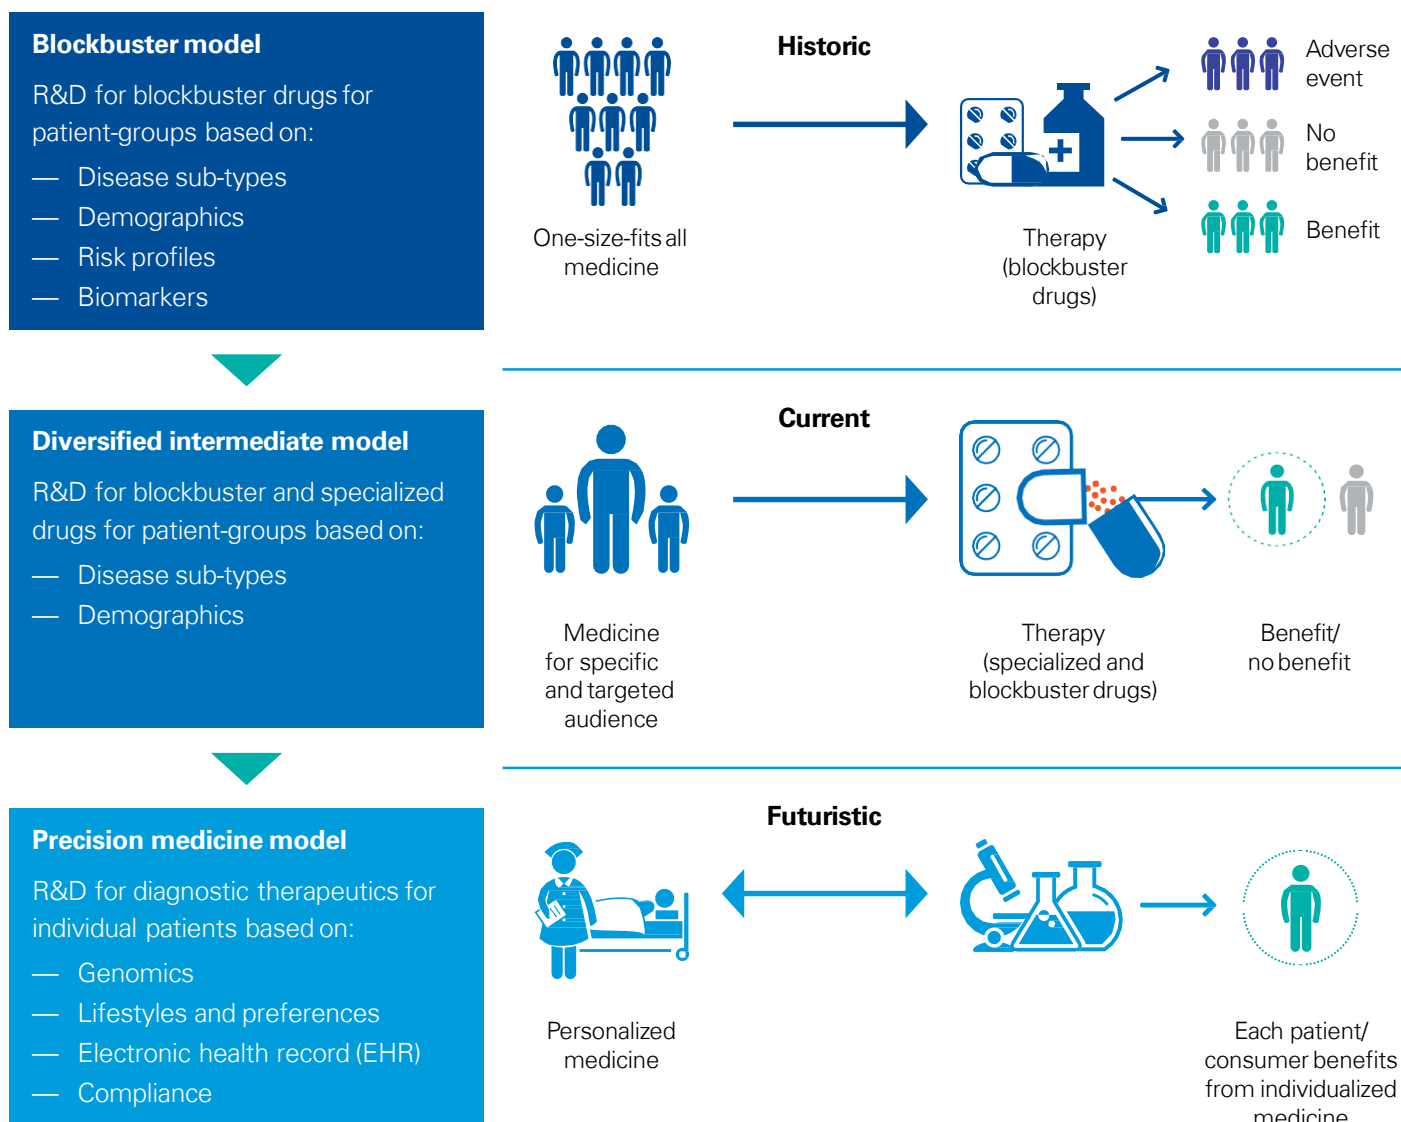 Blockbuster model
R&D for blockbuster drugs for
patient-groups based on:
— Disease sub-types
— Demographics
— Risk profiles
— Biomarkers
Historic
One-size-fits all
medicine
Therapy
(blockbuster
drugs)
Adverse
event
No
benefit
Benefit
Diversified intermediate model
R&D for blockbuster and specialized
drugs for patient-groups based on:
— Disease sub-types
— Demographics
Current
Medicine
for specific
and targeted
audience
Therapy
(specialized and
blockbuster drugs)
Benefit/
no benefit
Precision medicine model
R&D for diagnostic therapeutics for
individual patients based on:
— Genomics
— Lifestyles and preferences
— Electronic health record (EHR)
— Compliance
Futuristic
Personalized
medicine
Each patient/
consumer benefits
from individualized
medicine